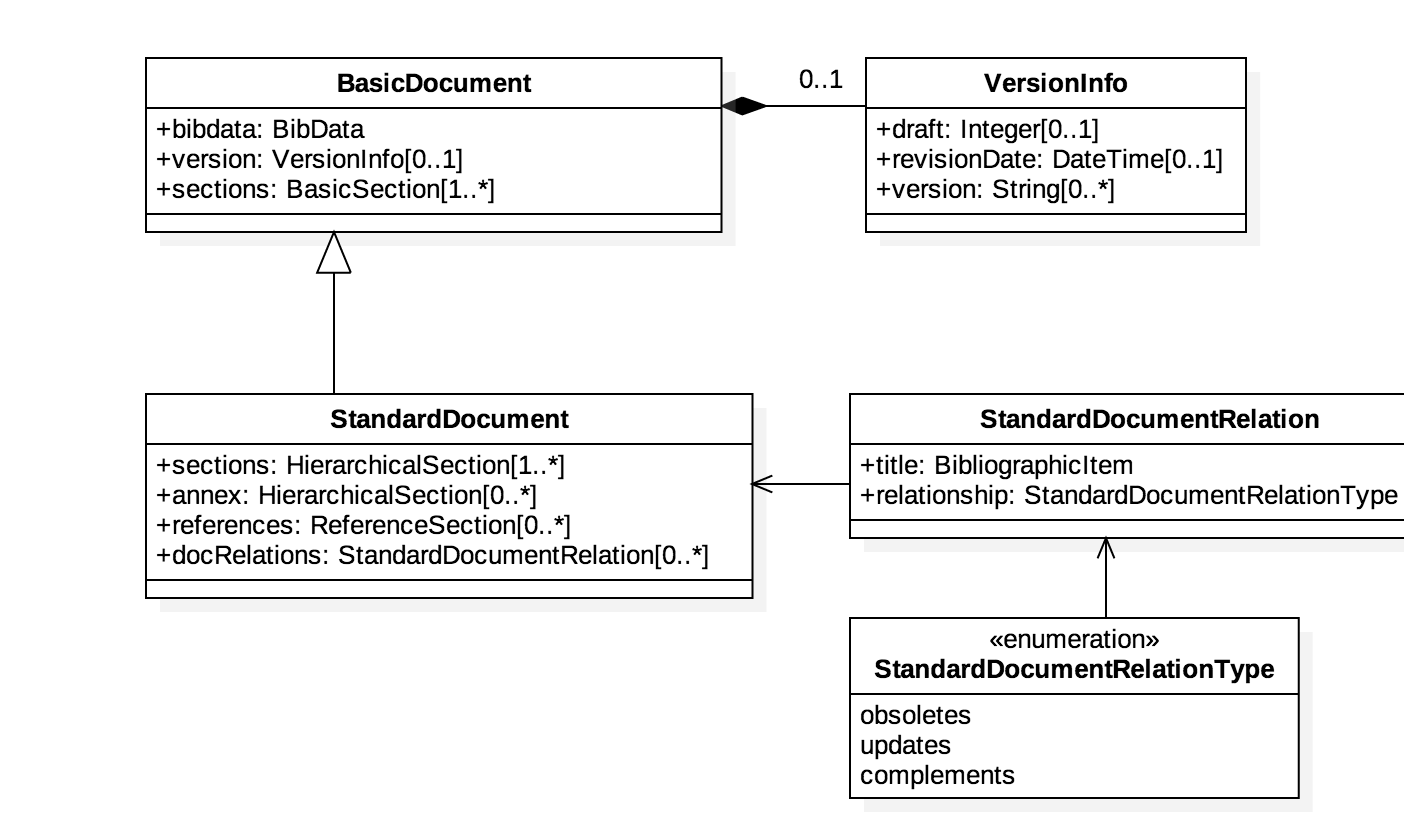 BasicDocument
+bibdata: BibData
+version: VersionInfo[0..1]
+sections: BasicSection[1..*]
0..1
VersionInfo
+draft: Integer[0..1]
+revisionDate: DateTime[0..1]
+version: String[0..*]
StandardDocument
+sections: HierarchicalSection[1..*]
+annex: HierarchicalSection[0..*]
+references: ReferenceSection[0..*]
+docRelations: StandardDocumentRelation[0..*]
StandardDocumentRelation
+title: BibliographicItem
+relationship: StandardDocumentRelationType
«enumeration»
StandardDocumentRelationType
obsoletes
updates
complements